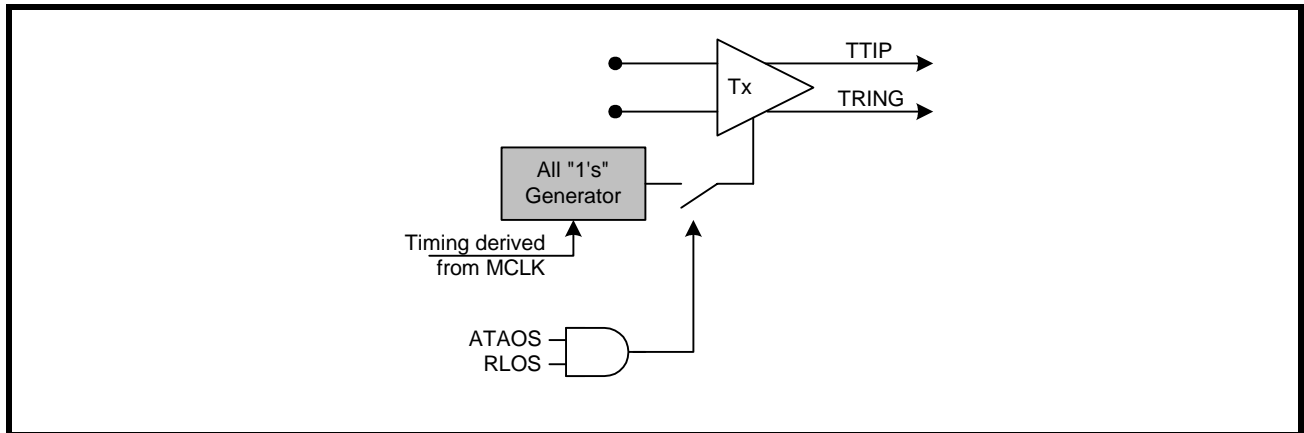 TTIP
Tx
TRING
All "1's"
Generator
Timing derived
from MCLK
ATAOS
RLOS